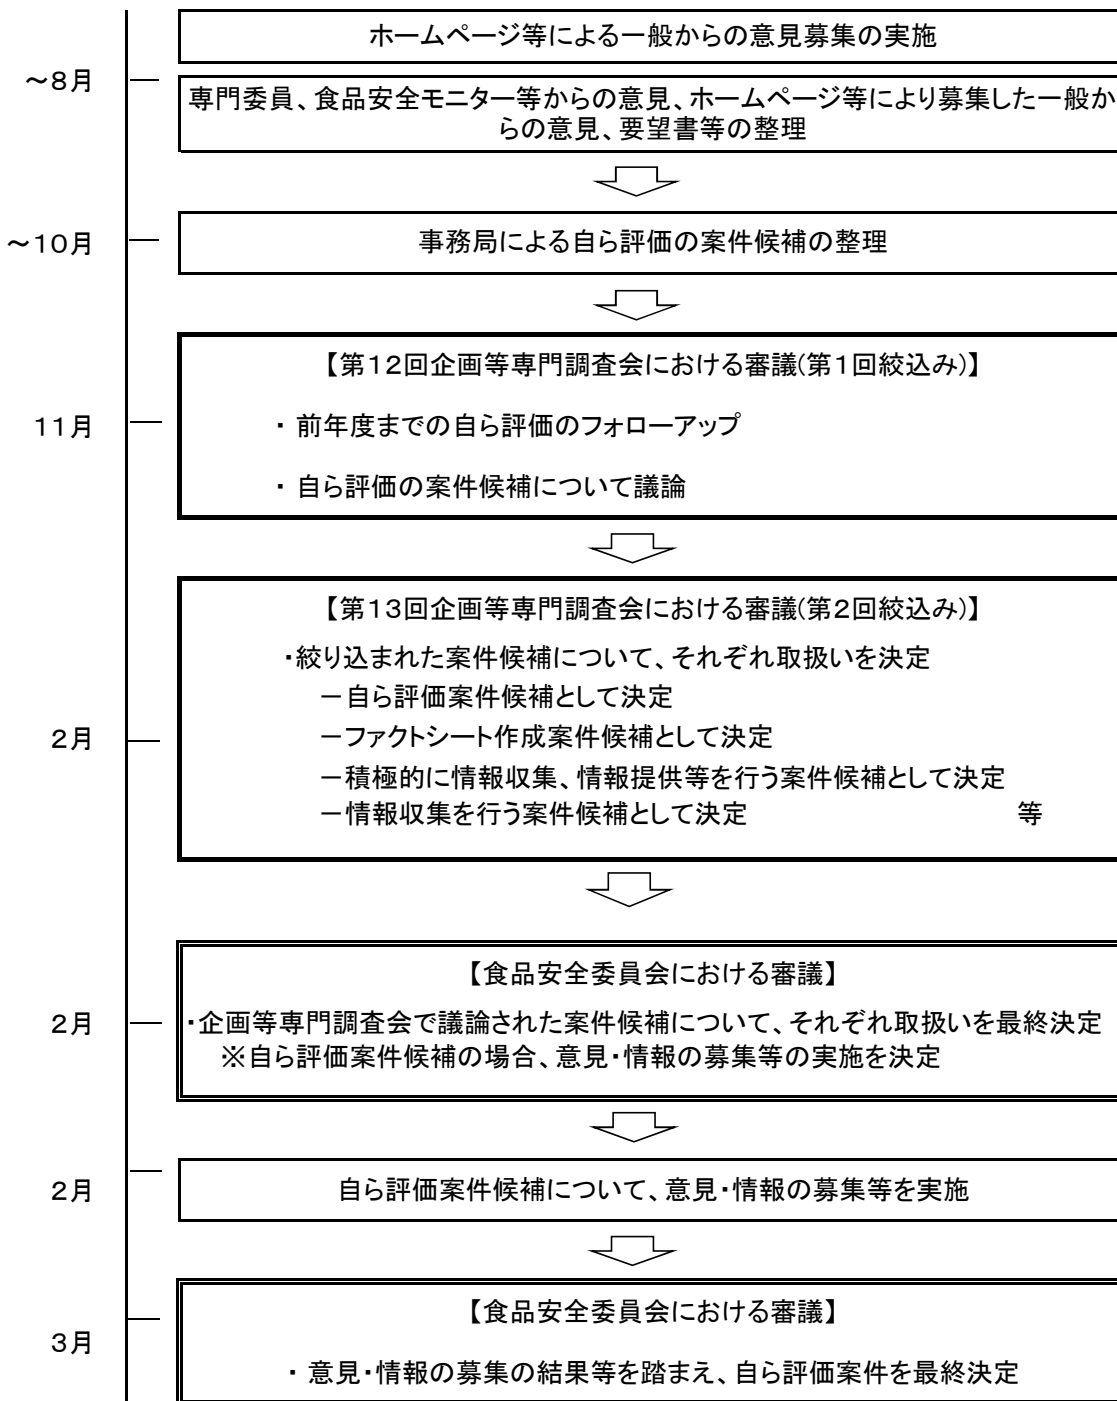 ホームページ等による一般からの意見募集の実施
～8月
専門委員、食品安全モニター等からの意見、ホームページ等により募集した一般か
らの意見、要望書等の整理
～10月
事務局による自ら評価の案件候補の整理
【第12回企画等専門調査会における審議(第1回絞込み)】
11月
・ 前年度までの自ら評価のフォローアップ
・ 自ら評価の案件候補について議論
【第13回企画等専門調査会における審議(第2回絞込み)】
・絞り込まれた案件候補について、それぞれ取扱いを決定
－自ら評価案件候補として決定
2月
－ファクトシート作成案件候補として決定
－積極的に情報収集、情報提供等を行う案件候補として決定
－情報収集を行う案件候補として決定 等
【食品安全委員会における審議】
2月
・企画等専門調査会で議論された案件候補について、それぞれ取扱いを最終決定
※自ら評価案件候補の場合、意見・情報の募集等の実施を決定
2月
自ら評価案件候補について、意見・情報の募集等を実施
【食品安全委員会における審議】
3月
・ 意見・情報の募集の結果等を踏まえ、自ら評価案件を最終決定